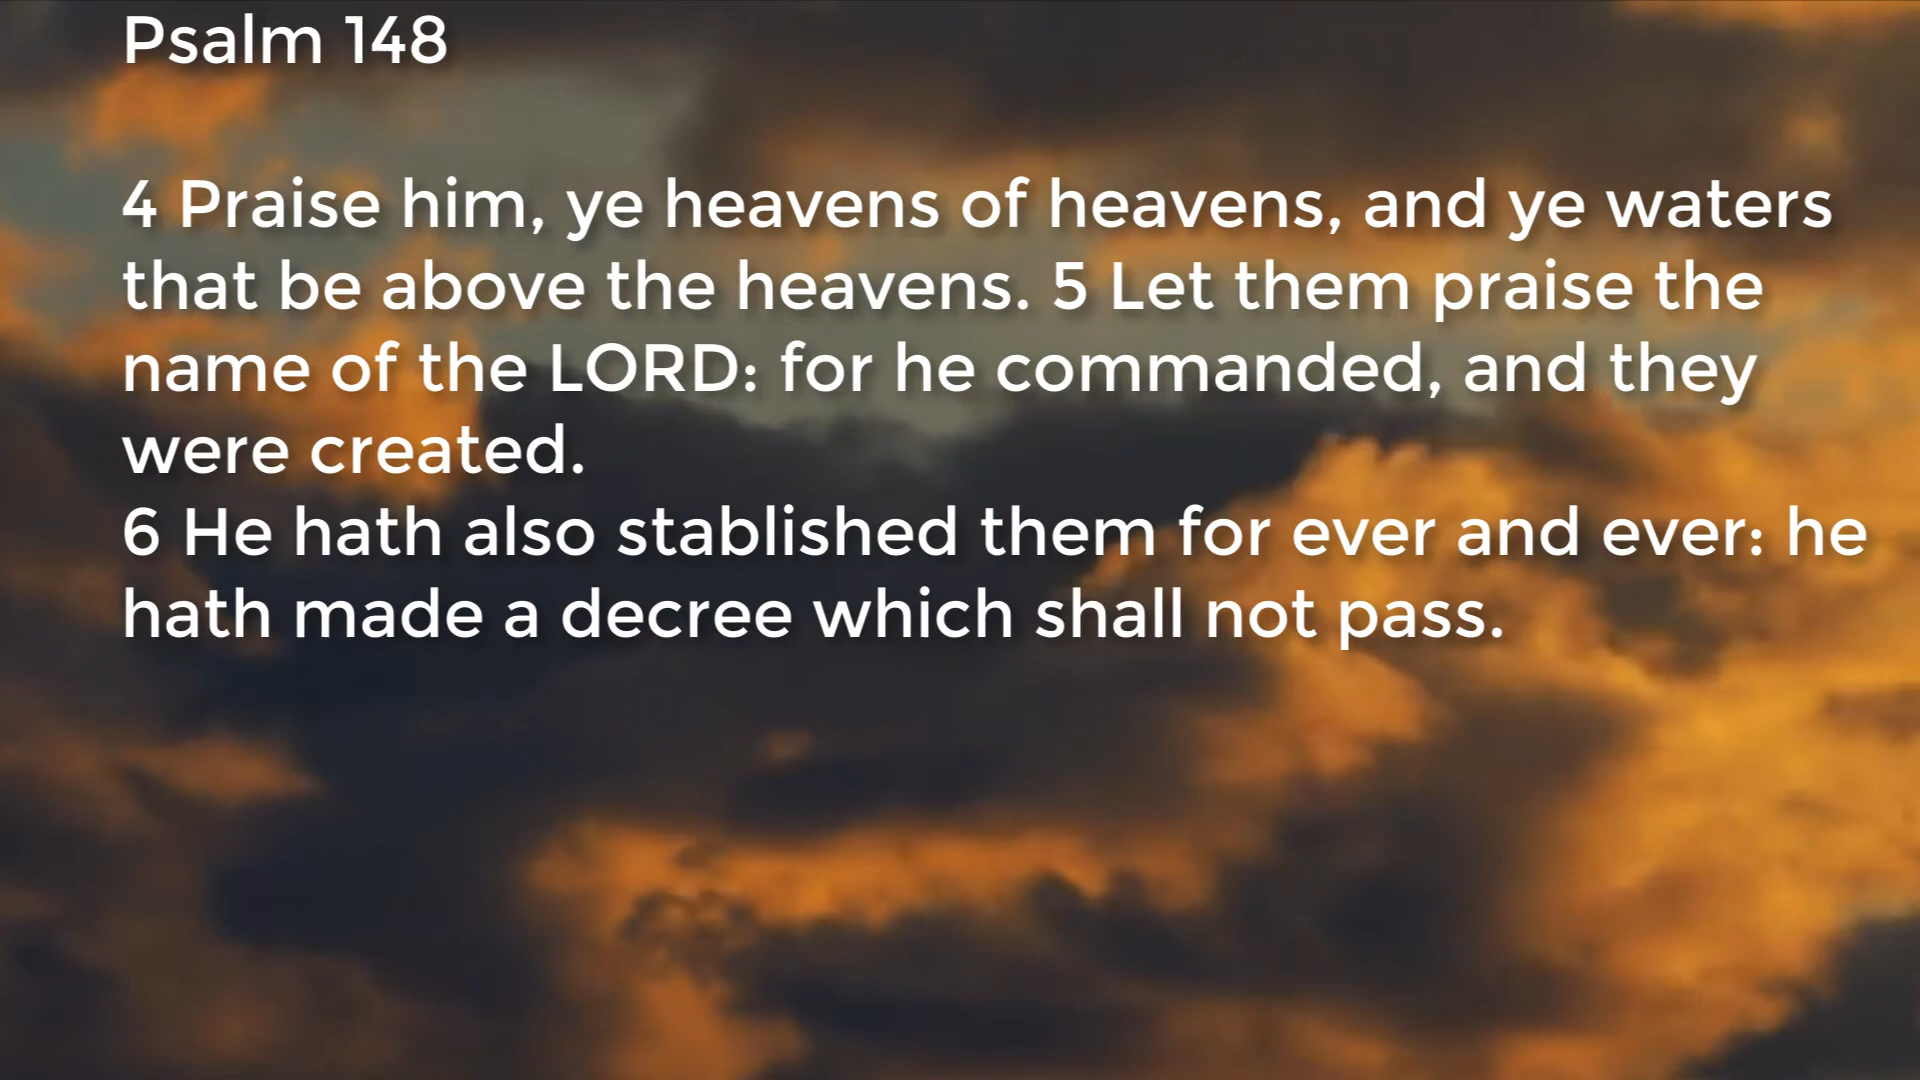 Psalm 148
4 Praise him, ye heavens of heavens, and ye waters
that be above the heavens. 5 Let them praise the
name of the LORD: for he commanded, and they
were created.
6 He hath also stablished them for ever and ever: he
hath made a decree which shall not pass.